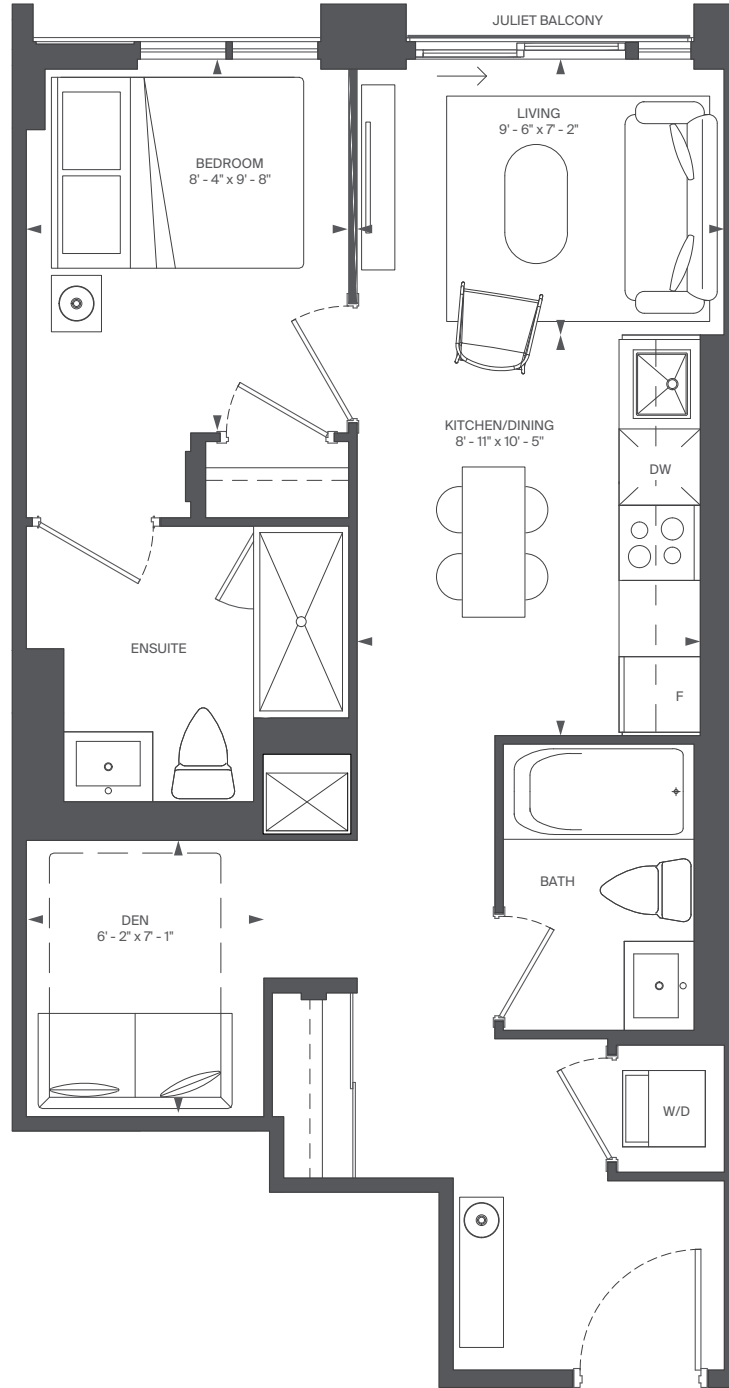 JULIET BALCONY
LIVING
9' - 6" x 7' - 2"
BEDROOM
8' - 4" x 9' - 8"
KITCHEN/DINING
8' - 11" x 10' - 5"
DW
ENSUITE
F
BATH
DEN
6' - 2" x 7' - 1"
W/D